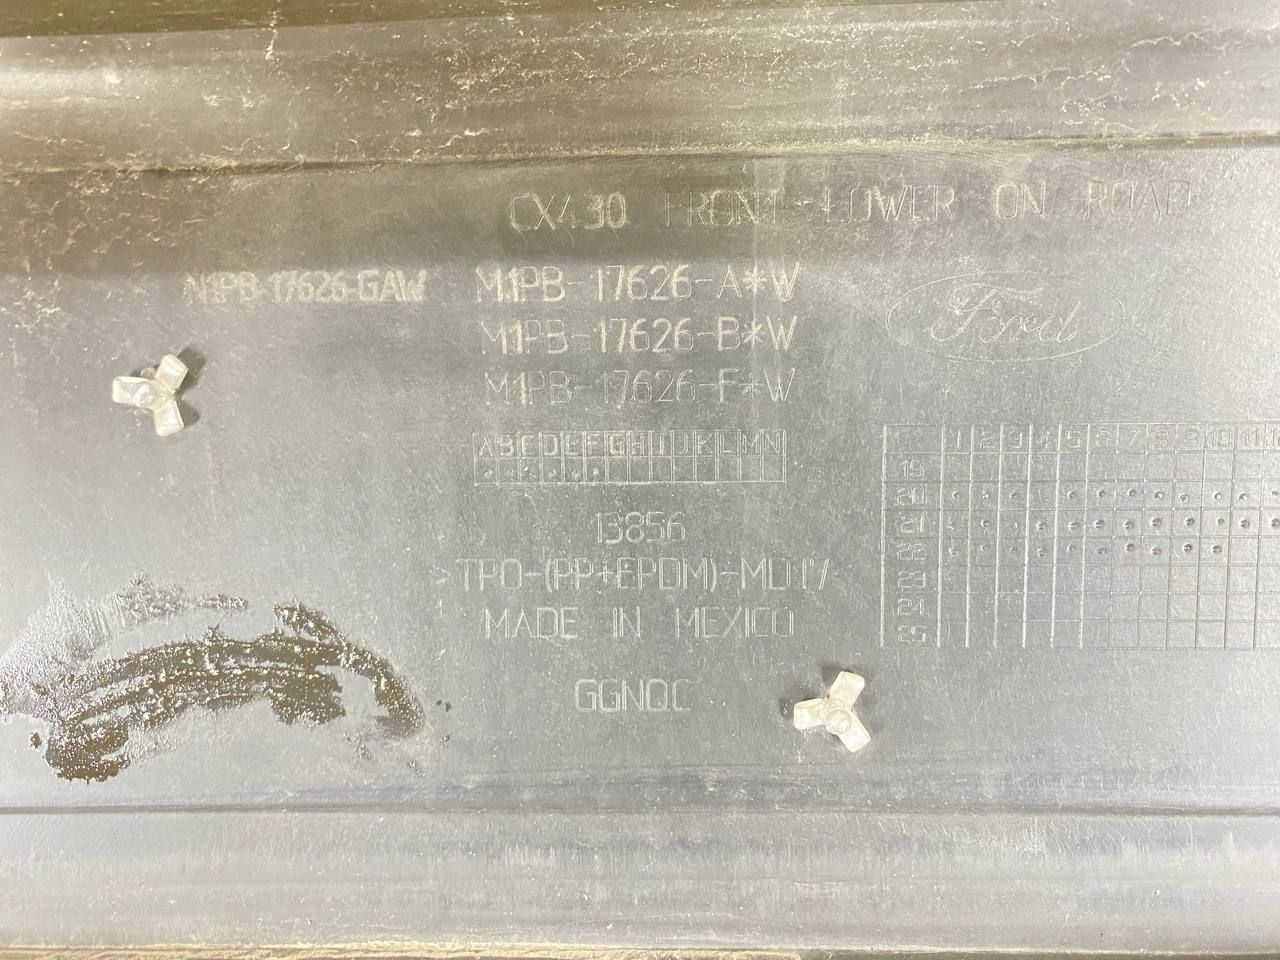 CX430 FRONT-LOWER ON ROAD
N1PB-17626-GAW
M1PB-17626-A*W
M1PB-17626-B*W
M1PB-17626-F*W
Ford
A B C D E F G H I J K L M N
1 2 3 4 5 6 7 8 9 10 11
19
20
21
22
23
24
25
13856
>TPO-(PP+EPDM)-MD17
MADE IN MEXICO
GGNQC